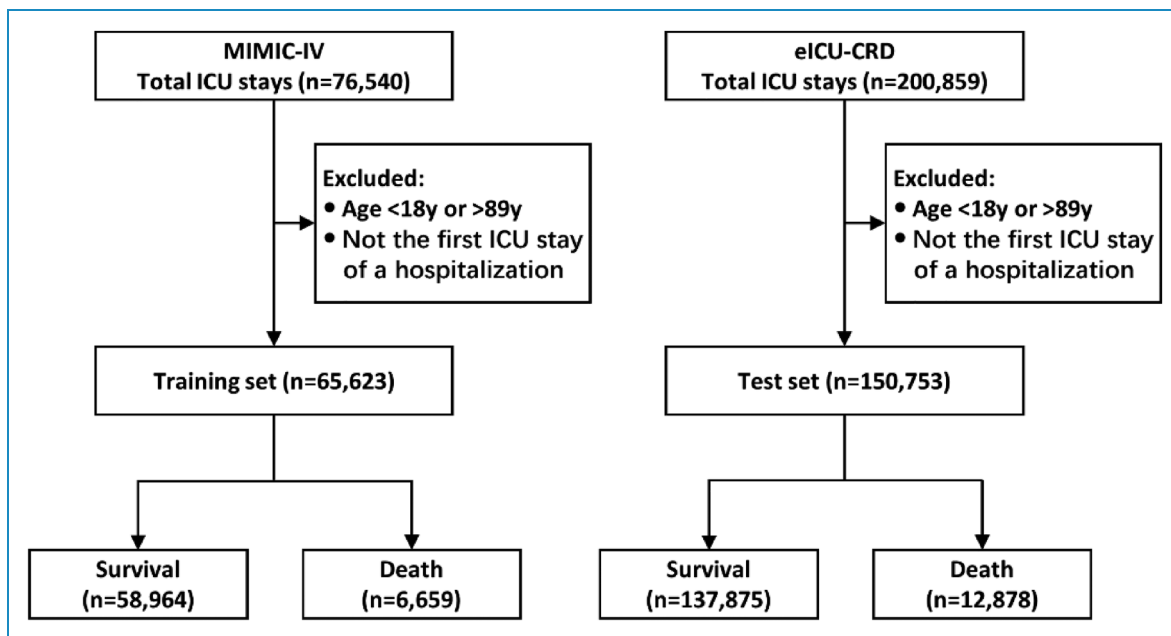 MIMIC-IV
Total ICU stays (n=76,540)
Excluded:
• Age <18y or >89y
• Not the first ICU stay
of a hospitalization
Training set (n=65,623)
Survival
(n=58,964)
Death
(n=6,659)
eICU-CRD
Total ICU stays (n=200,859)
Excluded:
• Age <18y or >89y
• Not the first ICU stay
of a hospitalization
Test set (n=150,753)
Survival
(n=137,875)
Death
(n=12,878)